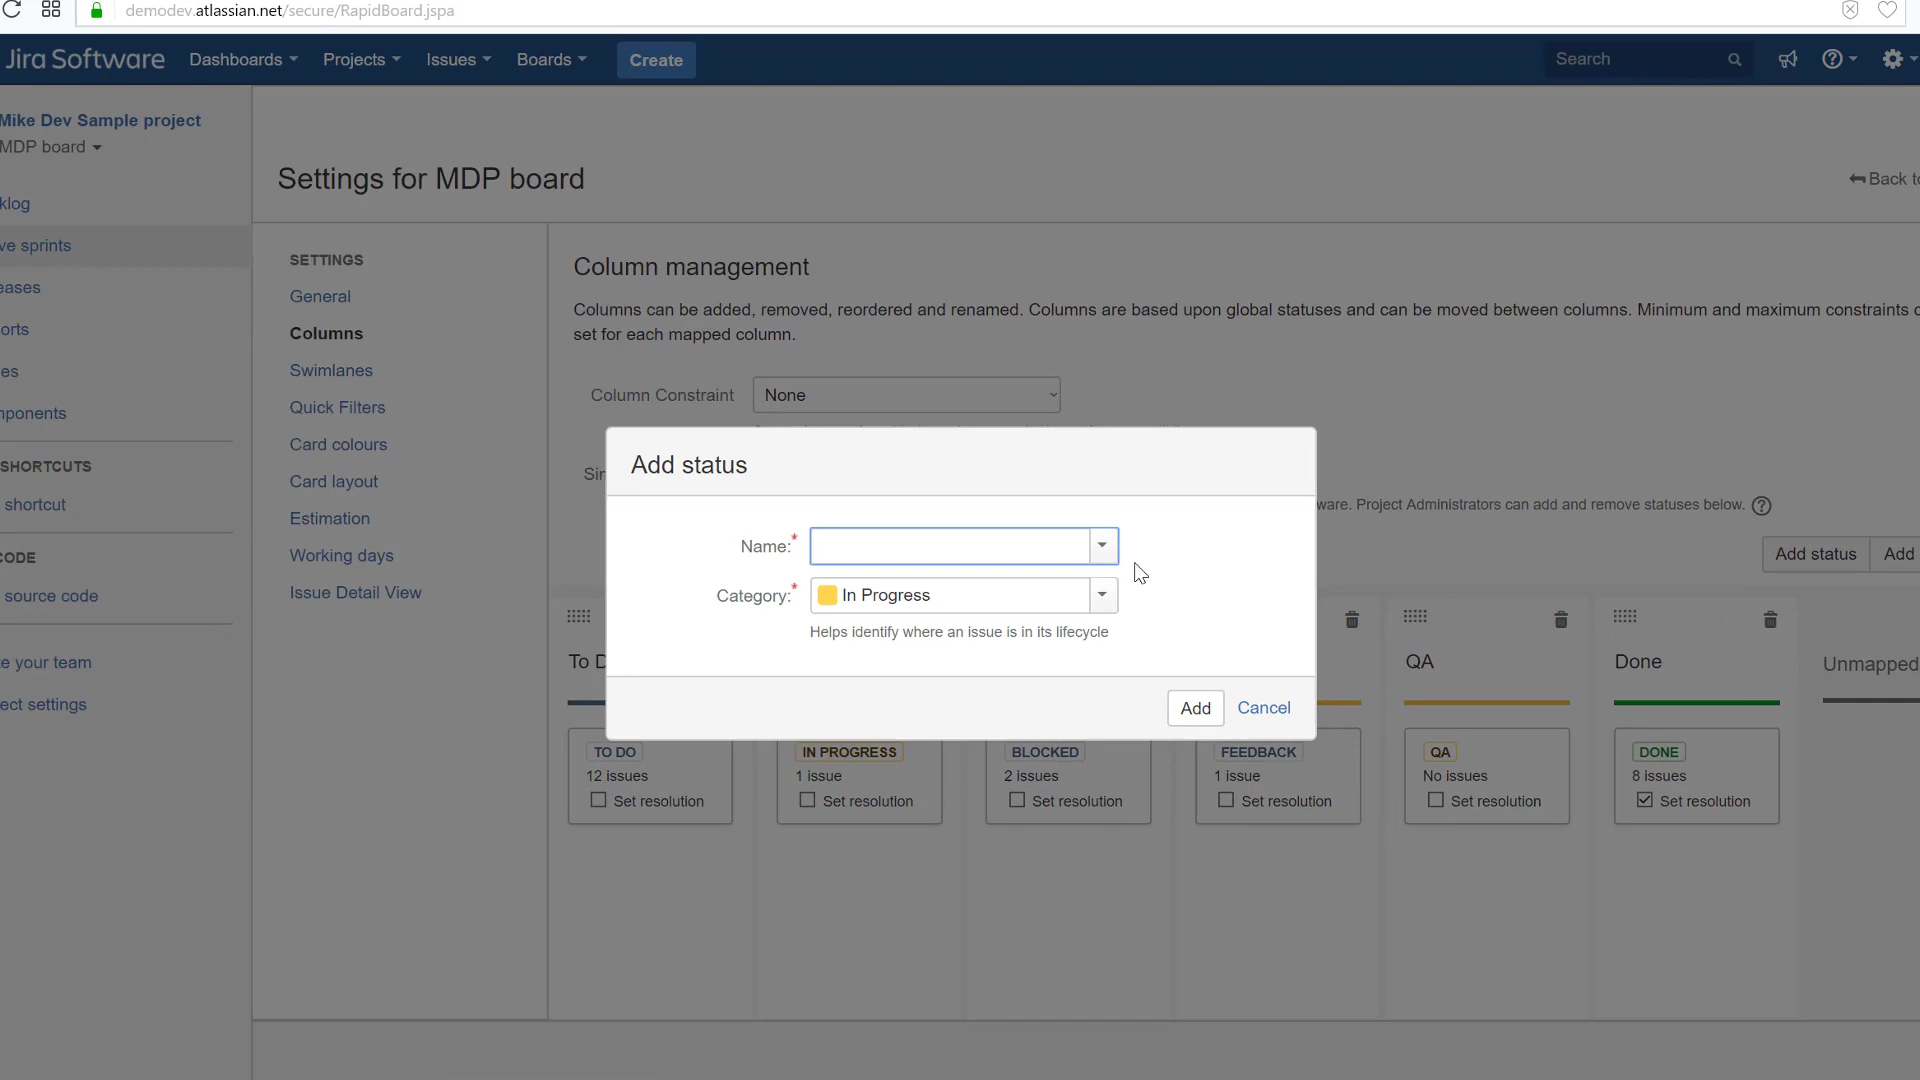 demodev.atlassian.net/secure/RapidBoard.jspa
Jira Software Dashboards Projects Issues Boards Create Search
Mike Dev Sample project
MDP board
klog
ve sprints
eases
orts
es
nponents
SHORTCUTS
shortcut
CODE
source code
e your team
ect settings
Settings for MDP board
Back to
SETTINGS
General
Columns
Swimlanes
Quick Filters
Card colours
Card layout
Estimation
Working days
Issue Detail View
Column management
Columns can be added, removed, reordered and renamed. Columns are based upon global statuses and can be moved between columns. Minimum and maximum constraints c
set for each mapped column.
Column Constraint None
Sim
ware. Project Administrators can add and remove statuses below.
Add status Add
Add status
Name:*
Category:* In Progress
Helps identify where an issue is in its lifecycle
Add Cancel
To D
QA
Done
Unmapped
TO DO
12 issues
Set resolution
IN PROGRESS
1 issue
Set resolution
BLOCKED
2 issues
Set resolution
FEEDBACK
1 issue
Set resolution
QA
No issues
Set resolution
DONE
8 issues
Set resolution